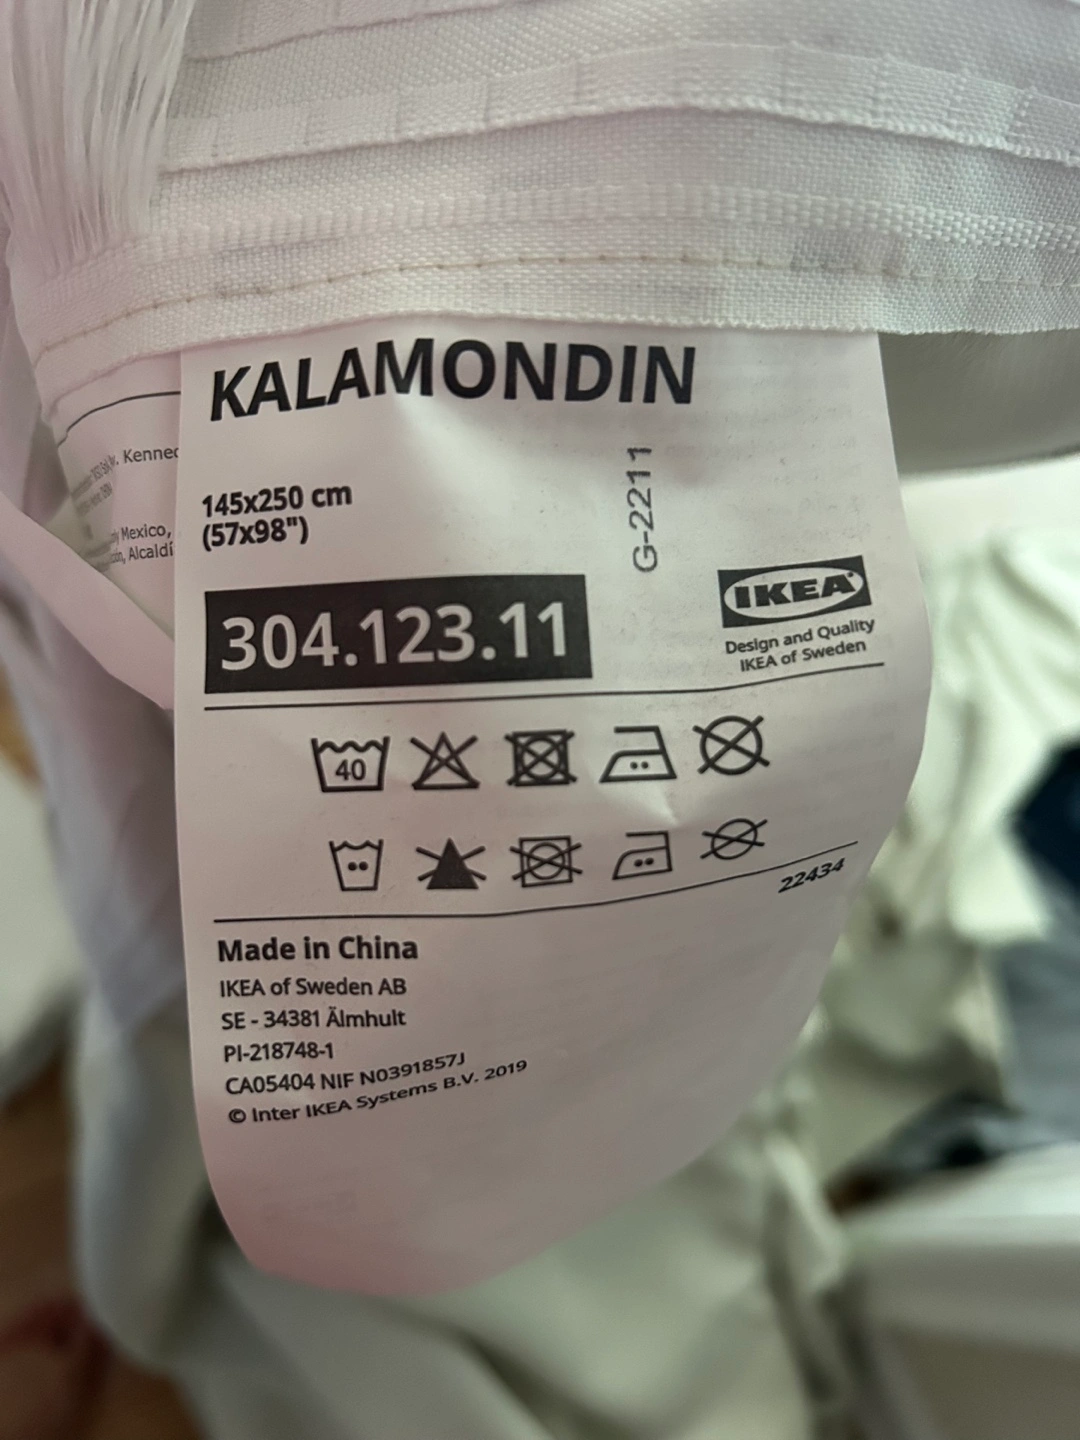 KALAMONDIN
145x250 cm
(57x98")
G-2211
304.123.11
IKEA®
Design and Quality
IKEA of Sweden
40
22434
Made in China
IKEA of Sweden AB
SE - 34381 Älmhult
PI-218748-1
CA05404 NIF N0391857J
© Inter IKEA Systems B.V. 2019
Mexico,
Alcaldí